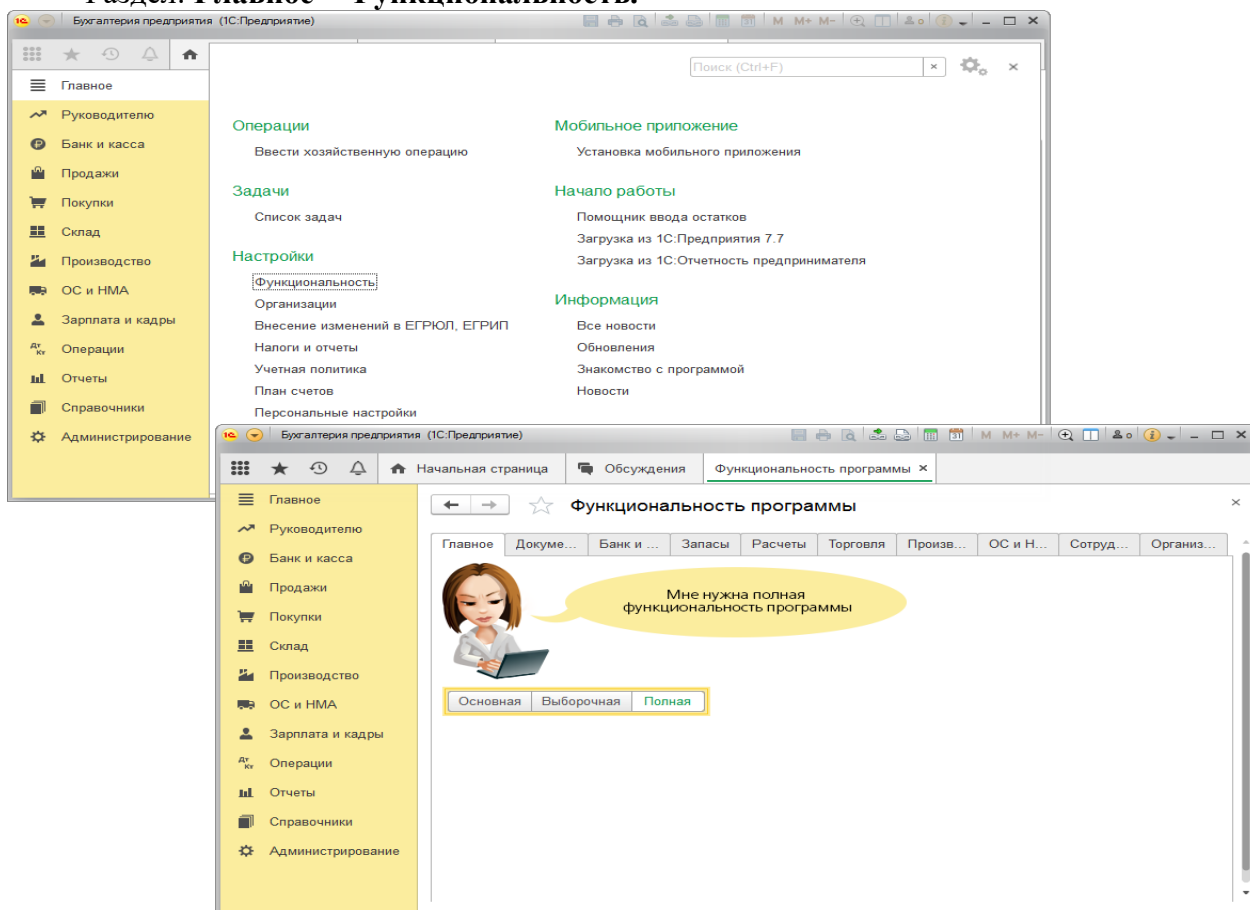 Раздел: Главное – Функциональность.
Бухгалтерия предприятия (1С:Предприятие)
M M+ M-
Поиск (Ctrl+F)
Главное
Руководителю
Банк и касса
Продажи
Покупки
Склад
Производство
ОС и НМА
Зарплата и кадры
Операции
Отчеты
Справочники
Администрирование
Операции
Ввести хозяйственную операцию
Задачи
Список задач
Настройки
Функциональность
Организации
Внесение изменений в ЕГРЮЛ, ЕГРИП
Налоги и отчеты
Учетная политика
План счетов
Персональные настройки
Мобильное приложение
Установка мобильного приложения
Начало работы
Помощник ввода остатков
Загрузка из 1С:Предприятия 7.7
Загрузка из 1С:Отчетность предпринимателя
Информация
Все новости
Обновления
Знакомство с программой
Новости
Бухгалтерия предприятия (1С:Предприятие)
M M+ M-
Начальная страница Обсуждения Функциональность программы
Главное
Руководителю
Банк и касса
Продажи
Покупки
Склад
Производство
ОС и НМА
Зарплата и кадры
Операции
Отчеты
Справочники
Администрирование
Функциональность программы
Главное Докуме... Банк и ... Запасы Расчеты Торговля Произв... ОС и Н... Сотруд... Организ...
Мне нужна полная
функциональность программы
Основная Выборочная Полная